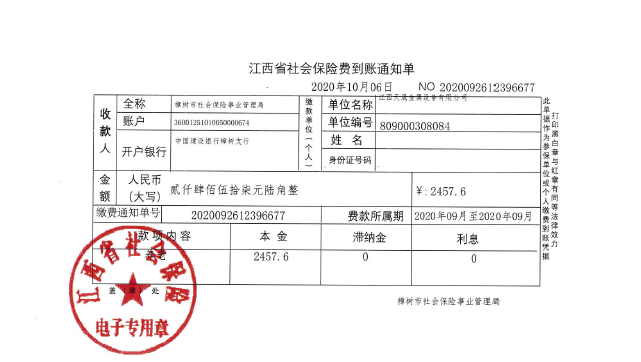 江西省社会保险费到账通知单
2020年10月06日
NO 2020092612396677
收款人
全称
樟树市社会保险事业管理局
账户
36001251010050000674
开户银行
中国建设银行樟树支行
缴款单位(个人)
单位名称
江西天晟金属设备有限公司
单位编号
809000308084
姓 名
身份证号码
金额
人民币
(大写)
贰仟肆佰伍拾柒元陆角整
¥:2457.6
缴费通知单号
2020092612396677
费款所属期
2020年09月至2020年09月
款项内容
本 金
滞纳金
利息
养老
2457.6
0
0
盖(章)处
樟树市社会保险事业管理局
江西省社会保险
电子专用章
打印黑白章与红章有同等法律效力
此单据作为参保单位或个人缴费到账凭据